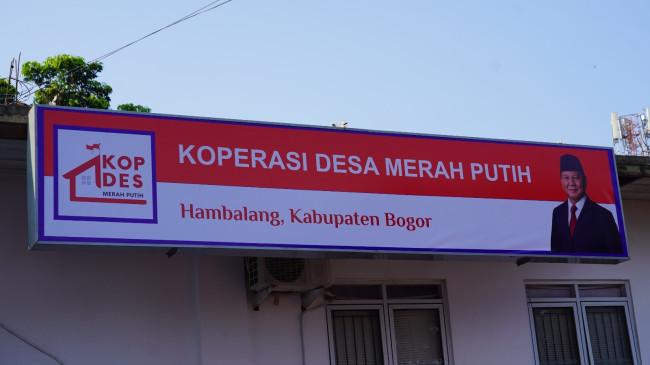 KOP
DES
MERAH PUTIH
KOPERASI DESA MERAH PUTIH
Hambalang, Kabupaten Bogor